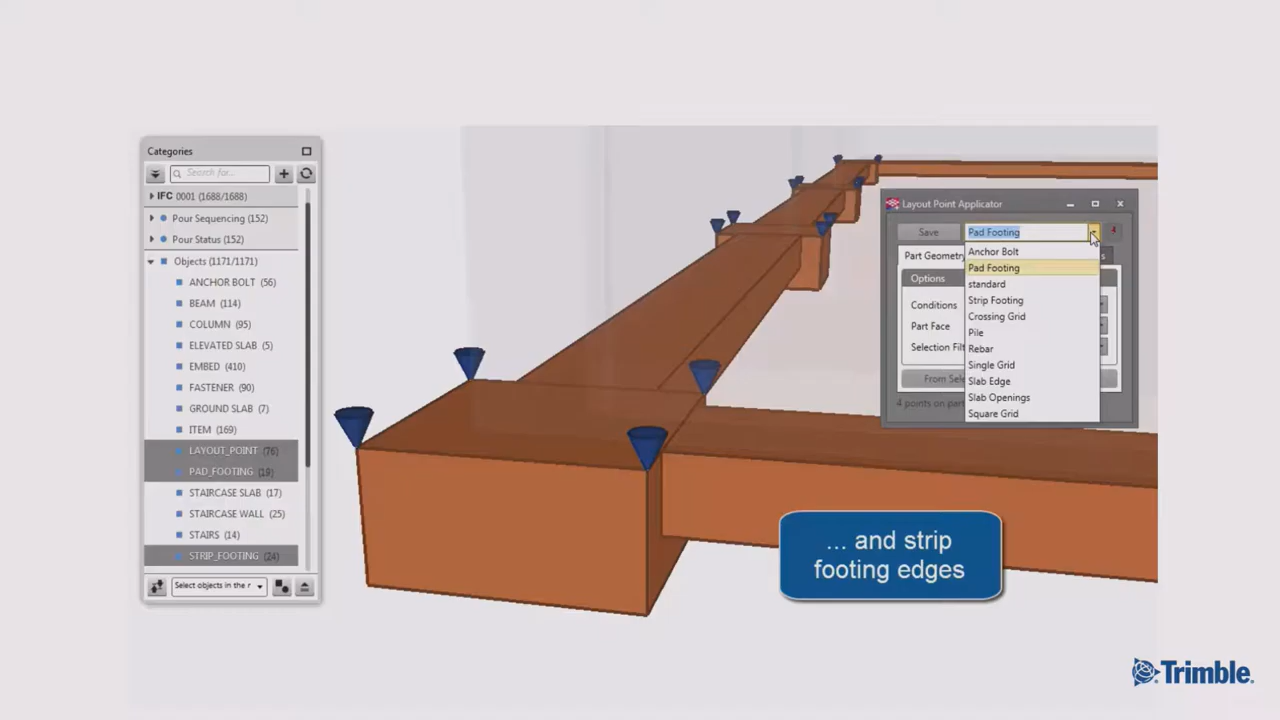 Categories
Search for...
IFC 0001 (1688/1688)
Pour Sequencing (152)
Pour Status (152)
Objects (1171/1171)
ANCHOR BOLT (56)
BEAM (114)
COLUMN (95)
ELEVATED SLAB (5)
EMBED (410)
FASTENER (90)
GROUND SLAB (7)
ITEM (169)
LAYOUT_POINT (76)
PAD_FOOTING (19)
STAIRCASE SLAB (17)
STAIRCASE WALL (25)
STAIRS (14)
STRIP_FOOTING (24)
Select objects in the r
Layout Point Applicator
Save
Pad Footing
Part Geometry
Options
Conditions
Part Face
Selection Filt
From Sele
4 points on part
Anchor Bolt
Pad Footing
standard
Strip Footing
Crossing Grid
Pile
Rebar
Single Grid
Slab Edge
Slab Openings
Square Grid
... and strip
footing edges
Trimble.